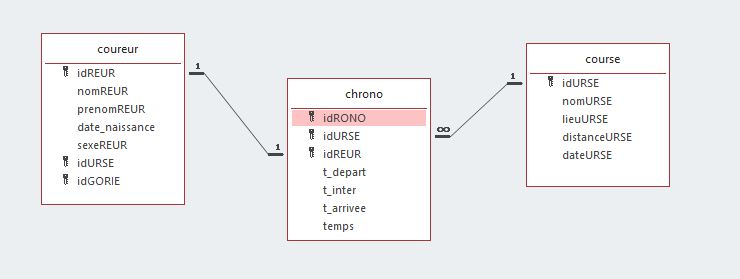 coureur
idREUR
nomREUR
prenomREUR
date_naissance
sexeREUR
idURSE
idGORIE
1
1
chrono
idRONO
idURSE
idREUR
t_depart
t_inter
t_arrivee
temps
∞
1
course
idURSE
nomURSE
lieuURSE
distanceURSE
dateURSE